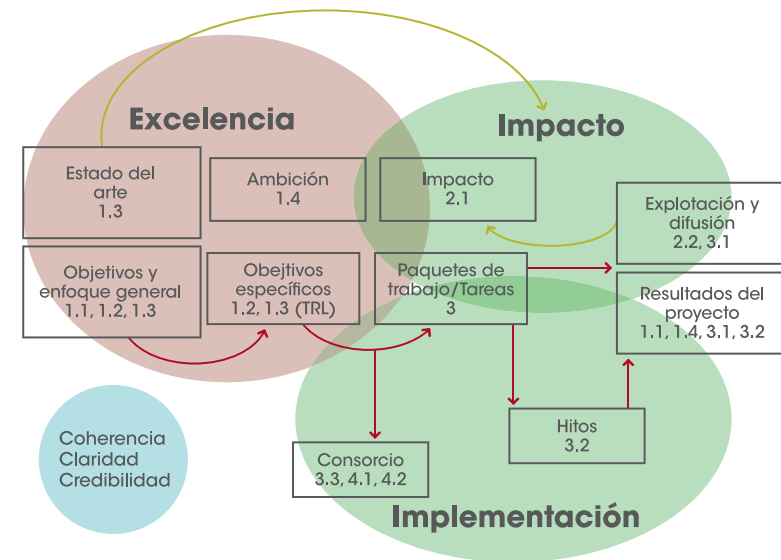 Excelencia
Impacto
Estado del
arte
1.3
Ambición
1.4
Impacto
2.1
Explotación y
difusión
2.2, 3.1
Objetivos y
enfoque general
1.1, 1.2, 1.3
Obejtivos
específicos
1.2, 1.3 (TRL)
Paquetes de
trabajo/Tareas
3
Resultados del
proyecto
1.1, 1.4, 3.1, 3.2
Coherencia
Claridad
Credibilidad
Consorcio
3.3, 4.1, 4.2
Hitos
3.2
Implementación